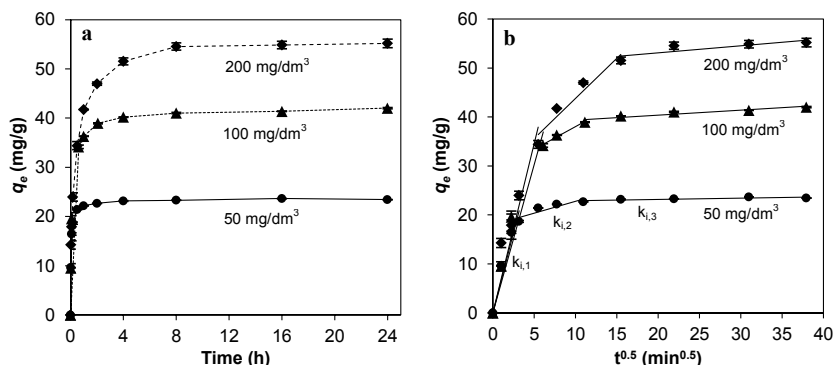 a
q_e (mg/g)
70
60
50
40
30
20
10
0
200 mg/dm³
100 mg/dm³
50 mg/dm³
0 4 8 12 16 20 24
Time (h)
b
q_e (mg/g)
70
60
50
40
30
20
10
0
200 mg/dm³
100 mg/dm³
50 mg/dm³
k_i,2
k_i,3
k_i,1
0 5 10 15 20 25 30 35 40
t^0.5 (min^0.5)